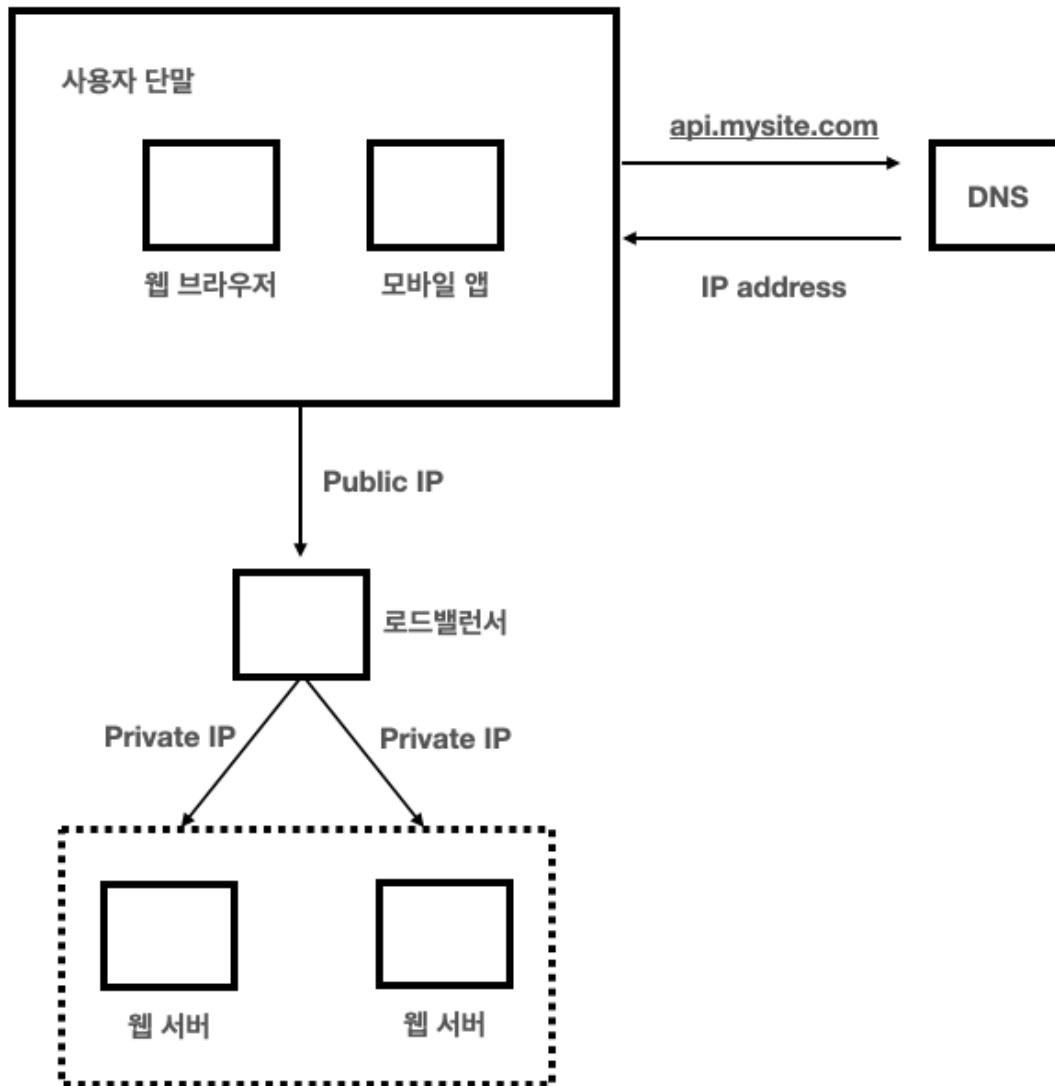 사용자 단말
api.mysite.com
DNS
웹 브라우저
모바일 앱
IP address
Public IP
로드밸런서
Private IP
Private IP
웹 서버
웹 서버